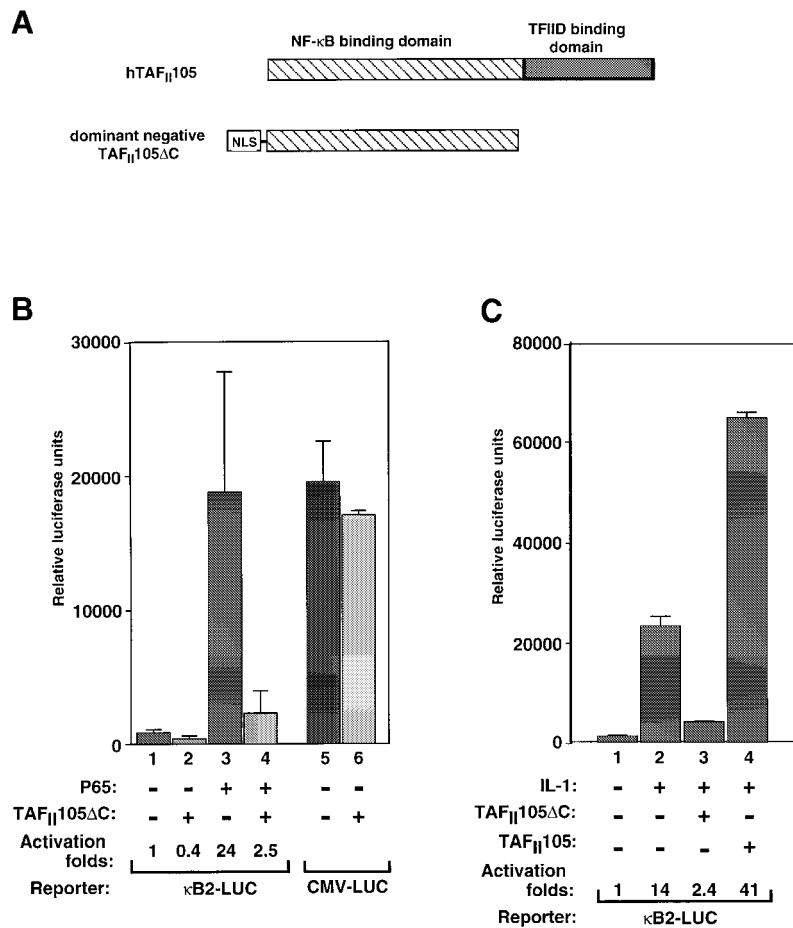 A
NF-κB binding domain
TFIID binding
domain
hTAFII105
dominant negative
TAFII105ΔC
NLS
B
Relative luciferase units
30000
20000
10000
0
1 2 3 4 5 6
P65: - - + + - -
TAFII105ΔC: - + - + - +
Activation
folds: 1 0.4 24 2.5
Reporter: κB2-LUC CMV-LUC
C
Relative luciferase units
80000
60000
40000
20000
0
1 2 3 4
IL-1: - + + +
TAFII105ΔC: - - + -
TAFII105: - - - +
Activation
folds: 1 14 2.4 41
Reporter: κB2-LUC